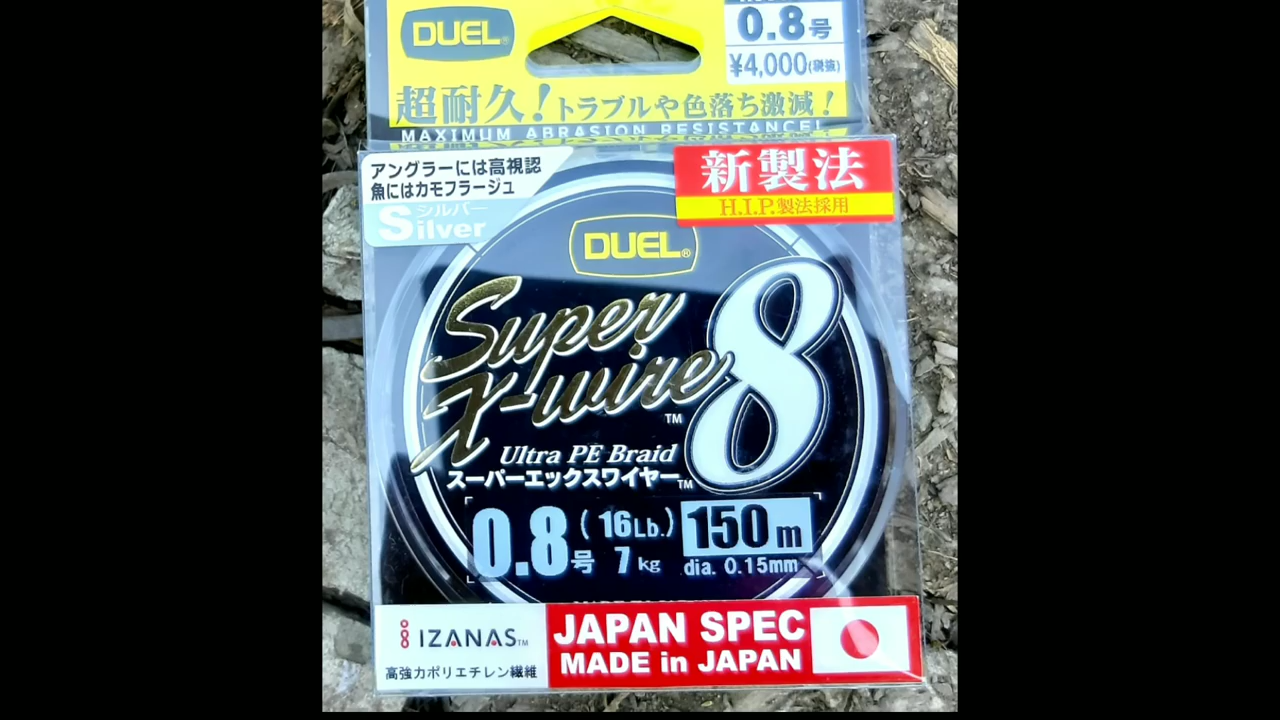 DUEL®
0.8号
¥4,000(税抜)
超耐久!トラブルや色落ち激減!
MAXIMUM ABRASION RESISTANCE!
アングラーには高視認
魚にはカモフラージュ
シルバー
Silver
新製法
H.I.P.製法採用
DUEL®
Super
X-wire 8
TM
Ultra PE Braid
スーパーエックスワイヤー TM
0.8号 (16Lb.) 7kg 150m
dia. 0.15mm
IZANAS TM
高強力ポリエチレン繊維
JAPAN SPEC
MADE in JAPAN